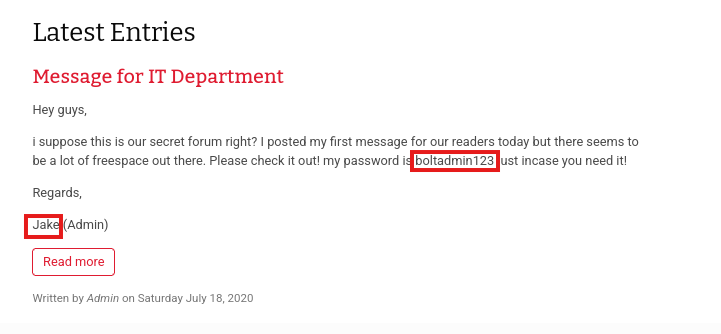 Latest Entries
Message for IT Department
Hey guys,
i suppose this is our secret forum right? I posted my first message for our readers today but there seems to
be a lot of freespace out there. Please check it out! my password is boltadmin123 just incase you need it!
Regards,
Jake (Admin)
Read more
Written by Admin on Saturday July 18, 2020